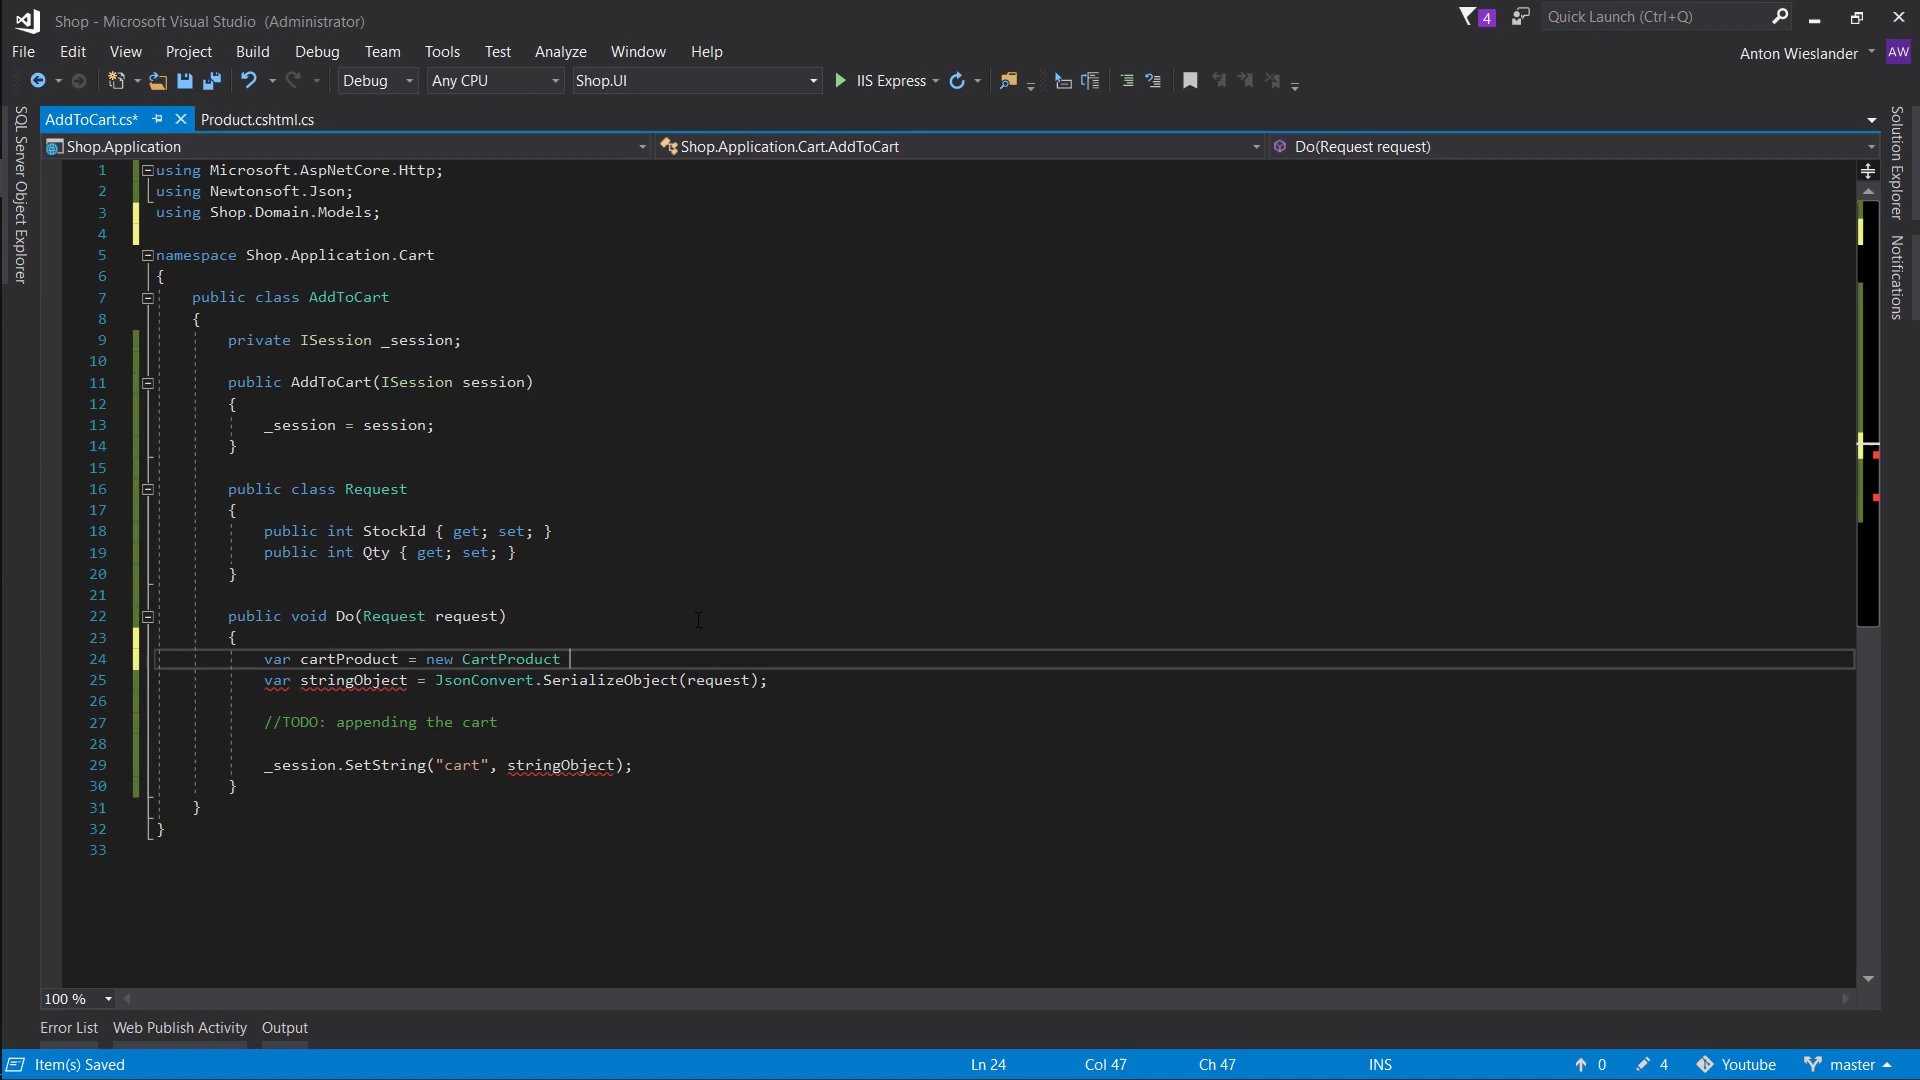 Shop - Microsoft Visual Studio (Administrator)
4
Quick Launch (Ctrl+Q)
File Edit View Project Build Debug Team Tools Test Analyze Window Help
Anton Wieslander AW
Debug Any CPU Shop.UI IIS Express
AddToCart.cs* Product.cshtml.cs
Shop.Application Shop.Application.Cart.AddToCart Do(Request request)
SQL Server Object Explorer
Solution Explorer
Notifications
1 using Microsoft.AspNetCore.Http;
2 using Newtonsoft.Json;
3 using Shop.Domain.Models;
4
5 namespace Shop.Application.Cart
6 {
7 public class AddToCart
8 {
9 private ISession _session;
10
11 public AddToCart(ISession session)
12 {
13 _session = session;
14 }
15
16 public class Request
17 {
18 public int StockId { get; set; }
19 public int Qty { get; set; }
20 }
21
22 public void Do(Request request)
23 {
24 var cartProduct = new CartProduct
25 var stringObject = JsonConvert.SerializeObject(request);
26
27 //TODO: appending the cart
28
29 _session.SetString("cart", stringObject);
30 }
31 }
32 }
33
100 %
Error List Web Publish Activity Output
Item(s) Saved Ln 24 Col 47 Ch 47 INS 0 4 Youtube master